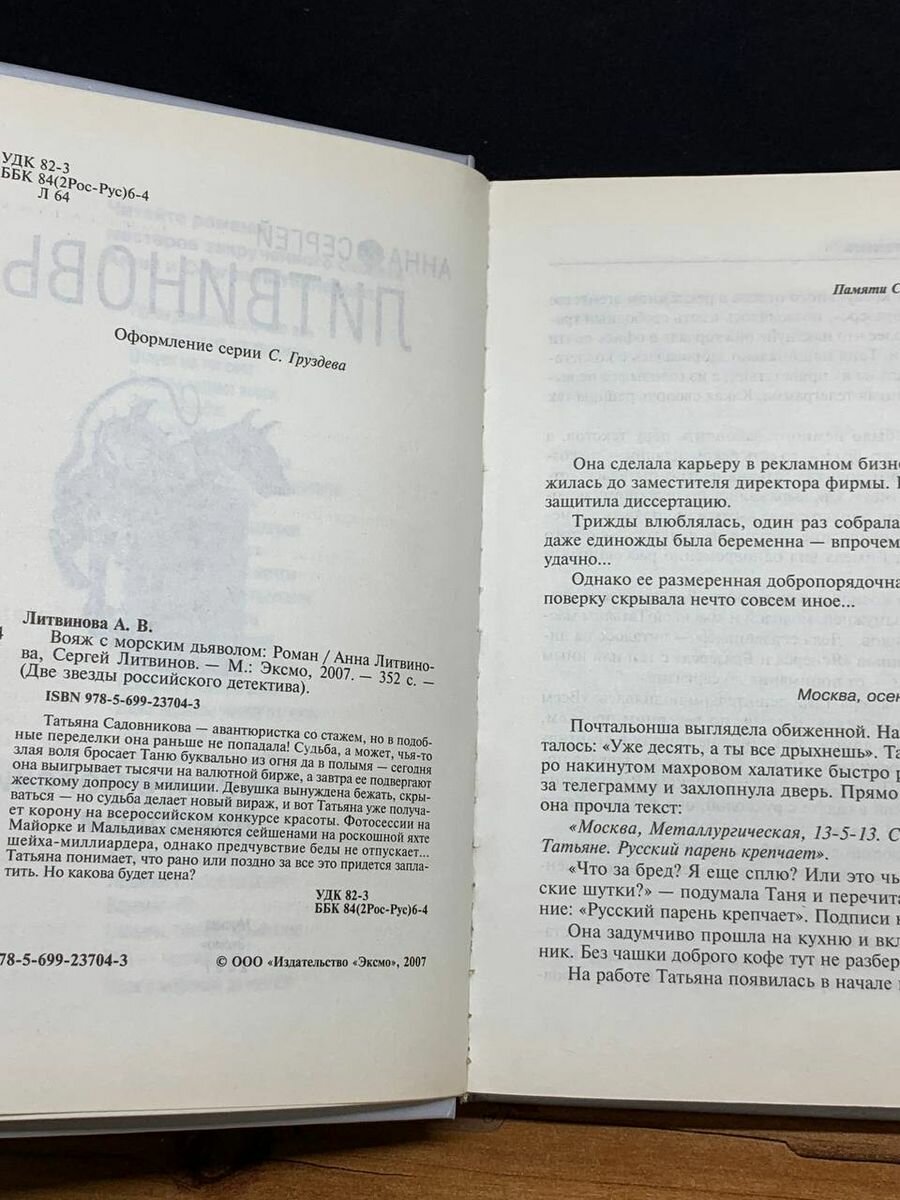 УДК 82-3
ББК 84(2Рос-Рус)6-4
Л 64
АННА СЕРГЕЙ
ЛИТВИНОВЫ
Оформление серии С. Груздева
Литвинова А. В.
4
Вояж с морским дьяволом: Роман / Анна Литвино-
ва, Сергей Литвинов. — М.: Эксмо, 2007. — 352 с. —
(Две звезды российского детектива).
ISBN 978-5-699-23704-3
Татьяна Садовникова — авантюристка со стажем, но в подоб-
ные переделки она раньше не попадала! Судьба, а может, чья-то
злая воля бросает Таню буквально из огня да в полымя — сегодня
она выигрывает тысячи на валютной бирже, а завтра ее подвергают
жесткому допросу в милиции. Девушка вынуждена бежать, скры-
ваться — но судьба делает новый вираж, и вот Татьяна уже получа-
ет корону на всероссийском конкурсе красоты. Фотосессии на
Майорке и Мальдивах сменяются сейшенами на роскошной яхте
шейха-миллиардера, однако предчувствие беды не отпускает...
Татьяна понимает, что рано или поздно за все это придется запла-
тить. Но какова будет цена?
УДК 82-3
ББК 84(2Рос-Рус)6-4
78-5-699-23704-3
© ООО «Издательство «Эксмо», 2007
Памяти С
Она сделала карьеру в рекламном бизне
жилась до заместителя директора фирмы.
защитила диссертацию.
Трижды влюблялась, один раз собрала
даже единожды была беременна — впрочем
удачно...
Однако ее размеренная добропорядочна
поверку скрывала нечто совсем иное...
Москва, осен
Почтальонша выглядела обиженной. На
талось: «Уже десять, а ты все дрыхнешь». Та
ро накинутом махровом халатике быстро р
за телеграмму и захлопнула дверь. Прямо
она прочла текст:
«Москва, Металлургическая, 13-5-13. С
Татьяне. Русский парень крепчает».
«Что за бред? Я еще сплю? Или это чь
ские шутки?» — подумала Таня и перечита
ние: «Русский парень крепчает». Подписи н
Она задумчиво прошла на кухню и вкл
ник. Без чашки доброго кофе тут не разбер
На работе Татьяна появилась в начале